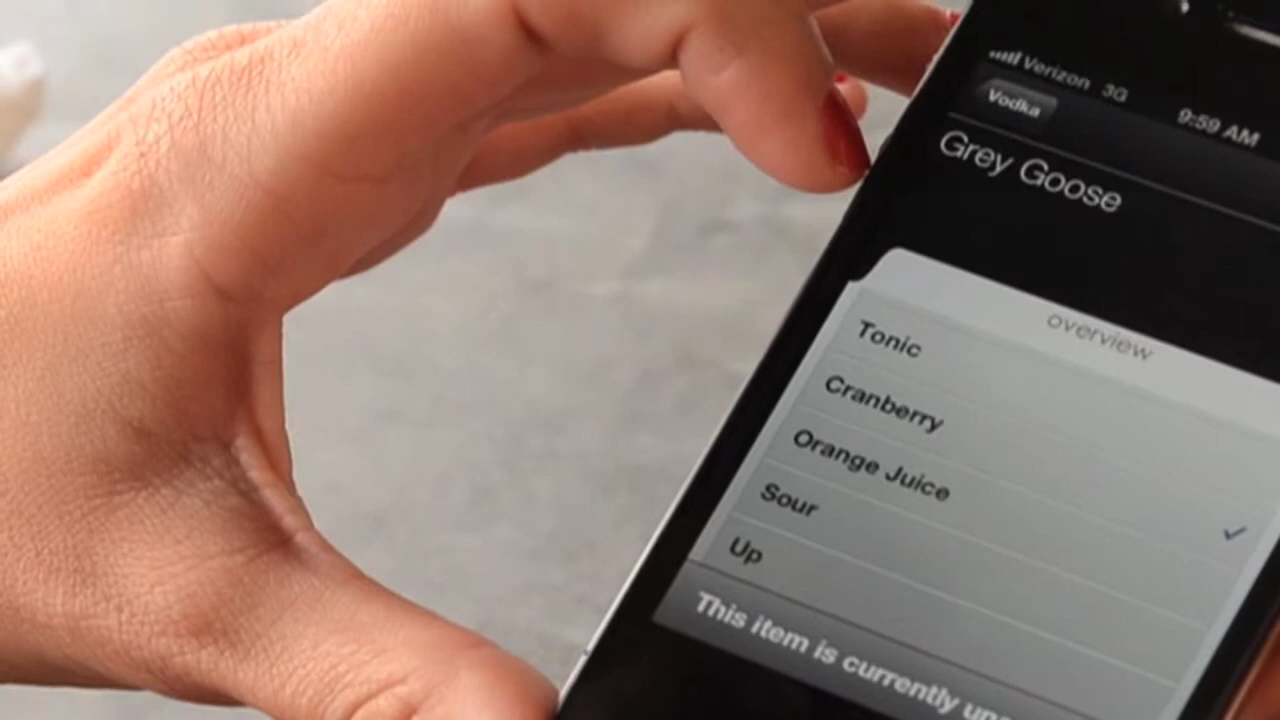 Verizon 3G 9:59 AM
Vodka
Grey Goose
overview
Tonic
Cranberry
Orange Juice
Sour
Up
This item is currently